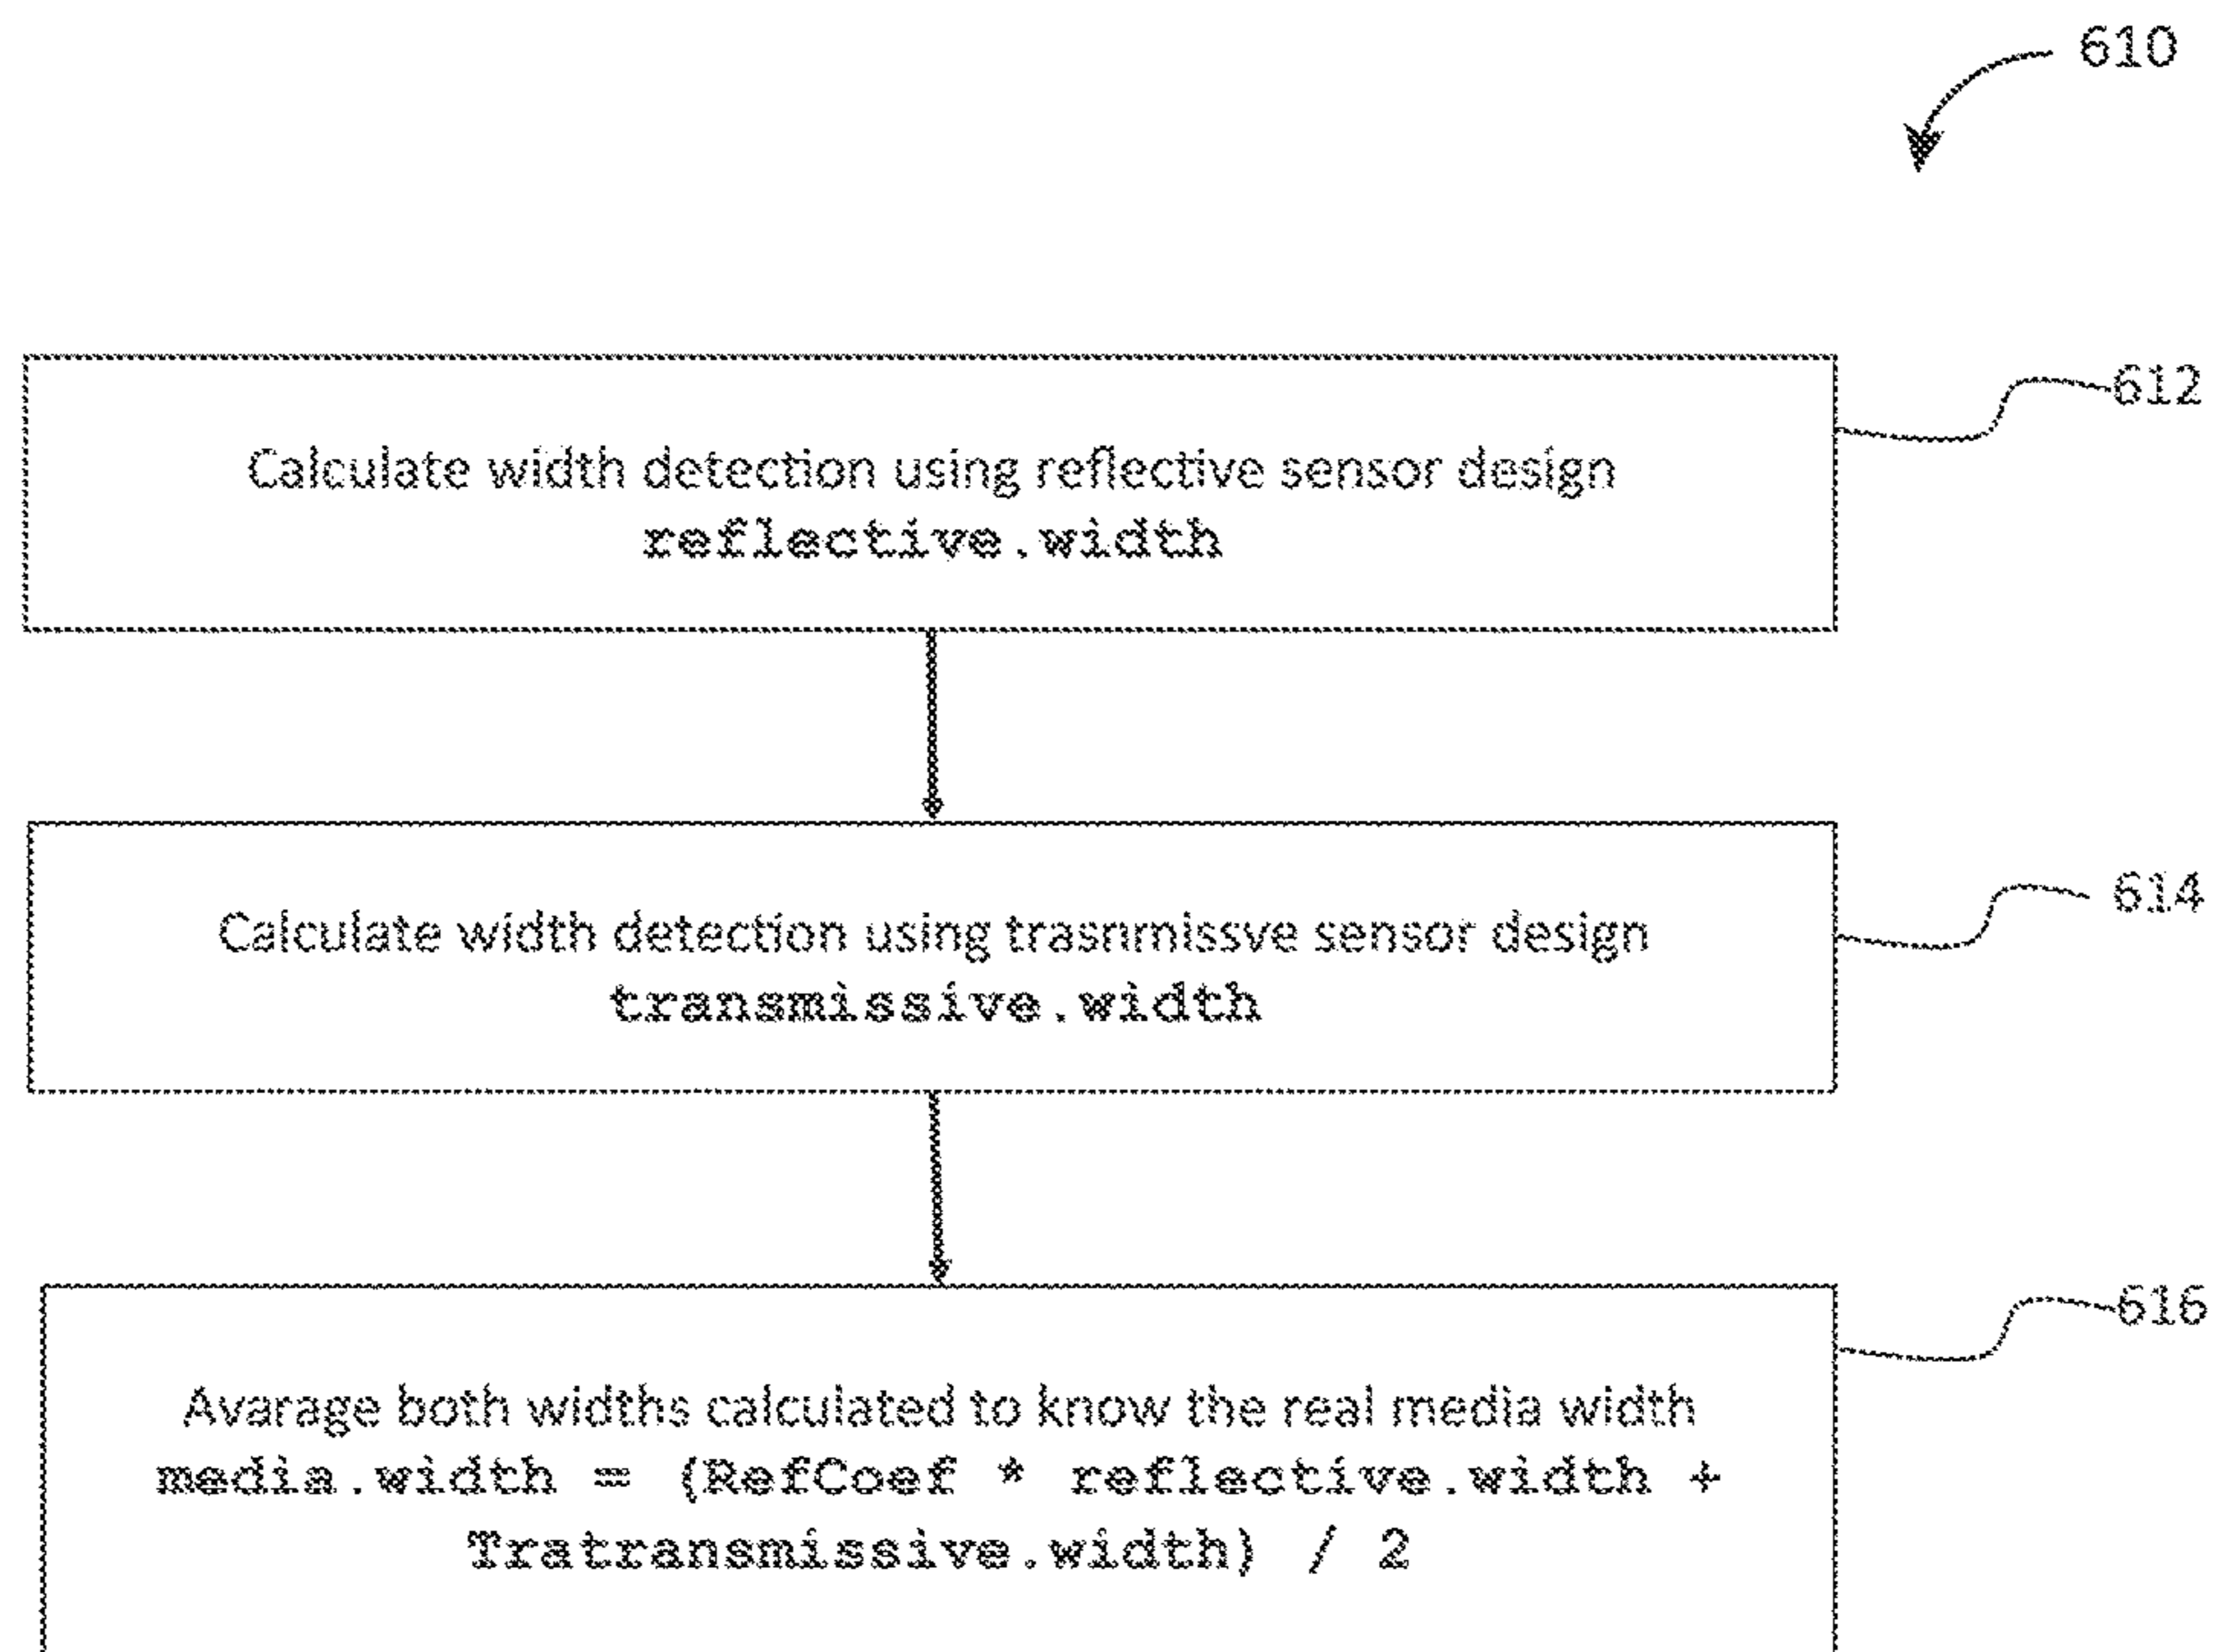 610
612
Calculate width detection using reflective sensor design
reflective.width
614
Calculate width detection using trasnmissve sensor design
transmissive.width
616
Avarage both widths calculated to know the real media width
media.width = (RefCoef * reflective.width +
Tratransmissive.width) / 2